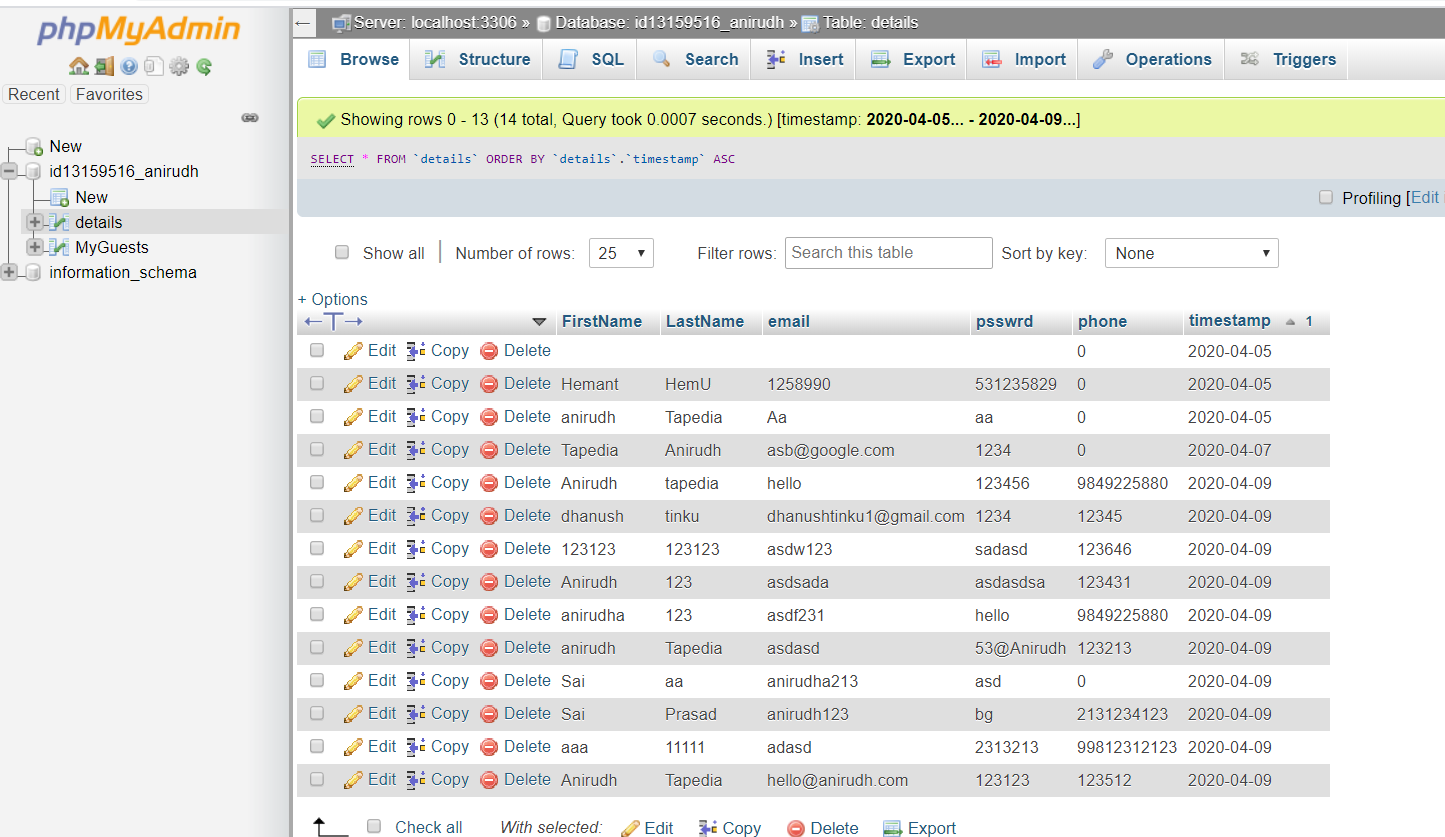 phpMyAdmin
Recent Favorites
New
id13159516_anirudh
New
details
MyGuests
information_schema
← Server: localhost:3306 » Database: id13159516_anirudh » Table: details
Browse Structure SQL Search Insert Export Import Operations Triggers
Showing rows 0 - 13 (14 total, Query took 0.0007 seconds.) [timestamp: 2020-04-05... - 2020-04-09...]
SELECT * FROM `details` ORDER BY `details`.`timestamp` ASC
Profiling [Edit
Show all | Number of rows: 25 Filter rows: Search this table Sort by key: None
+ Options
←T→ FirstName LastName email psswrd phone timestamp 1
Edit Copy Delete 0 2020-04-05
Edit Copy Delete Hemant HemU 1258990 531235829 0 2020-04-05
Edit Copy Delete anirudh Tapedia Aa aa 0 2020-04-05
Edit Copy Delete Tapedia Anirudh asb@google.com 1234 0 2020-04-07
Edit Copy Delete Anirudh tapedia hello 123456 9849225880 2020-04-09
Edit Copy Delete dhanush tinku dhanushtinku1@gmail.com 1234 12345 2020-04-09
Edit Copy Delete 123123 123123 asdw123 sadasd 123646 2020-04-09
Edit Copy Delete Anirudh 123 asdsada asdasdsa 123431 2020-04-09
Edit Copy Delete anirudha 123 asdf231 hello 9849225880 2020-04-09
Edit Copy Delete anirudh Tapedia asdasd 53@Anirudh 123213 2020-04-09
Edit Copy Delete Sai aa anirudha213 asd 0 2020-04-09
Edit Copy Delete Sai Prasad anirudh123 bg 2131234123 2020-04-09
Edit Copy Delete aaa 11111 adasd 2313213 99812312123 2020-04-09
Edit Copy Delete Anirudh Tapedia hello@anirudh.com 123123 123512 2020-04-09
Check all With selected: Edit Copy Delete Export